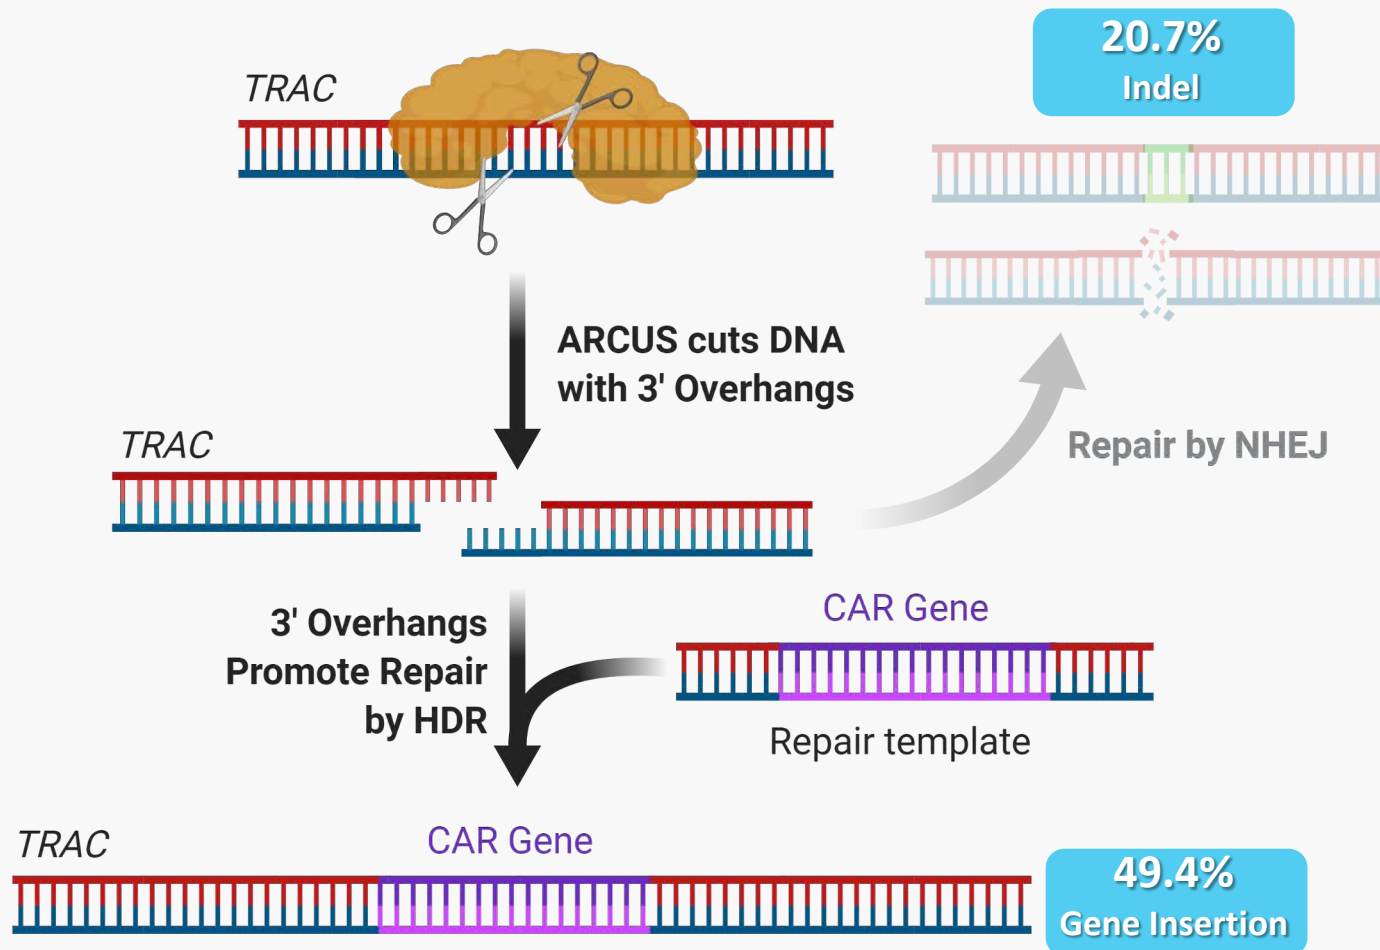 20.7%
Indel
TRAC
ARCUS cuts DNA
with 3' Overhangs
TRAC
Repair by NHEJ
3' Overhangs
Promote Repair
by HDR
CAR Gene
Repair template
TRAC
CAR Gene
49.4%
Gene Insertion